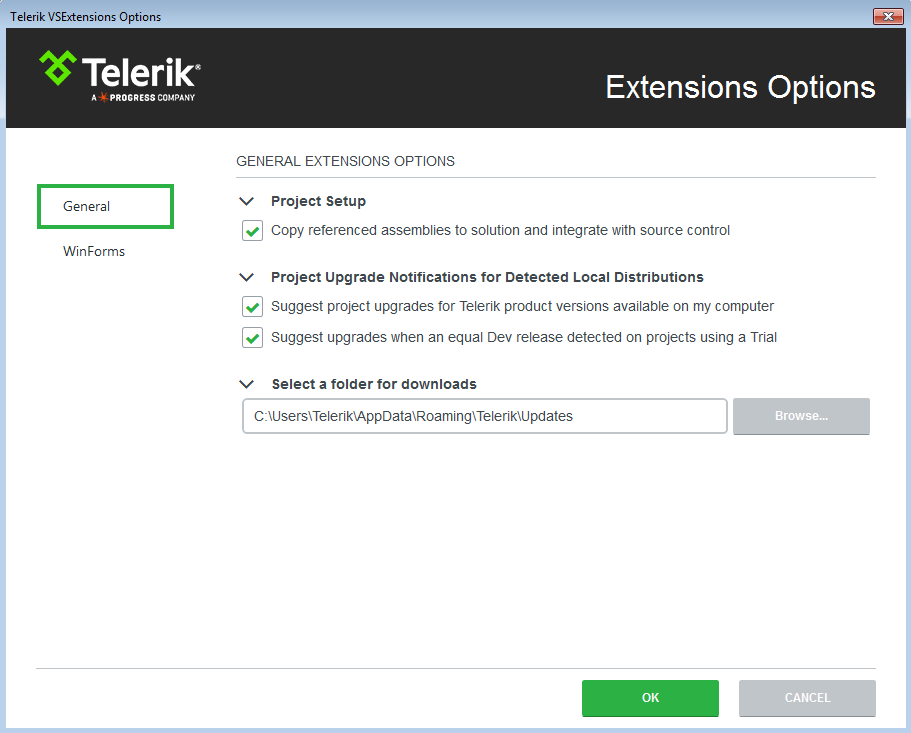 Telerik VSExtensions Options
Telerik®
A PROGRESS COMPANY
Extensions Options
General
WinForms
GENERAL EXTENSIONS OPTIONS
Project Setup
Copy referenced assemblies to solution and integrate with source control
Project Upgrade Notifications for Detected Local Distributions
Suggest project upgrades for Telerik product versions available on my computer
Suggest upgrades when an equal Dev release detected on projects using a Trial
Select a folder for downloads
C:\Users\Telerik\AppData\Roaming\Telerik\Updates
Browse...
OK
CANCEL